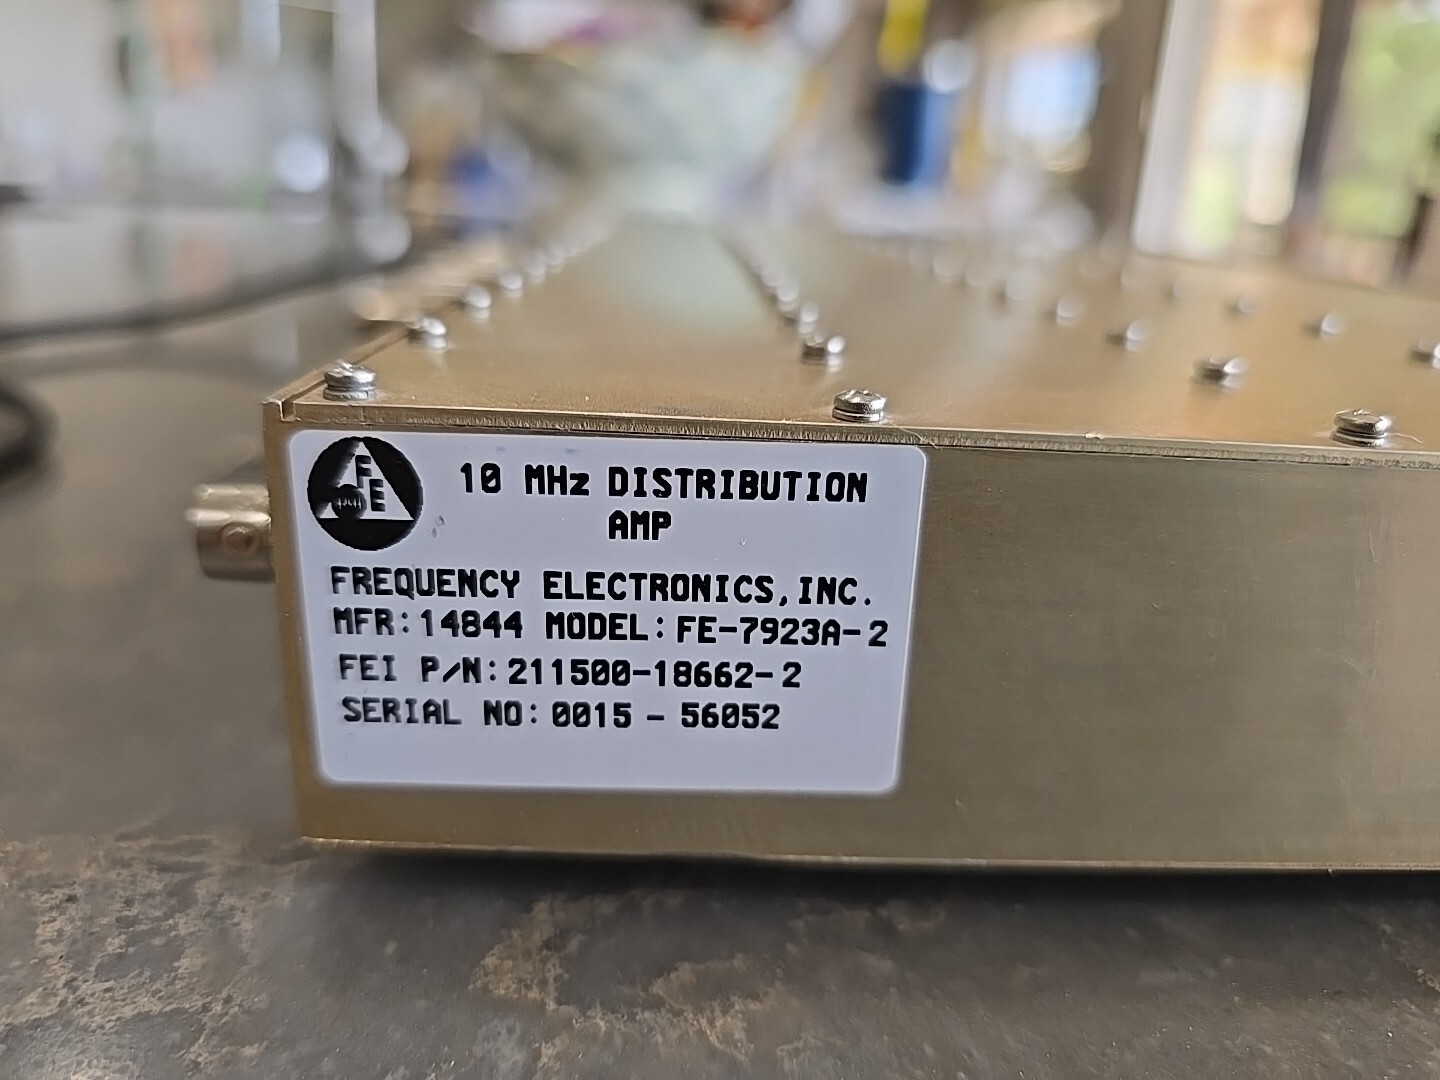 FEI
10 MHz DISTRIBUTION
AMP
FREQUENCY ELECTRONICS, INC.
MFR: 14844 MODEL: FE-7923A-2
FEI P/N: 211500-18662-2
SERIAL NO: 0015 - 56052